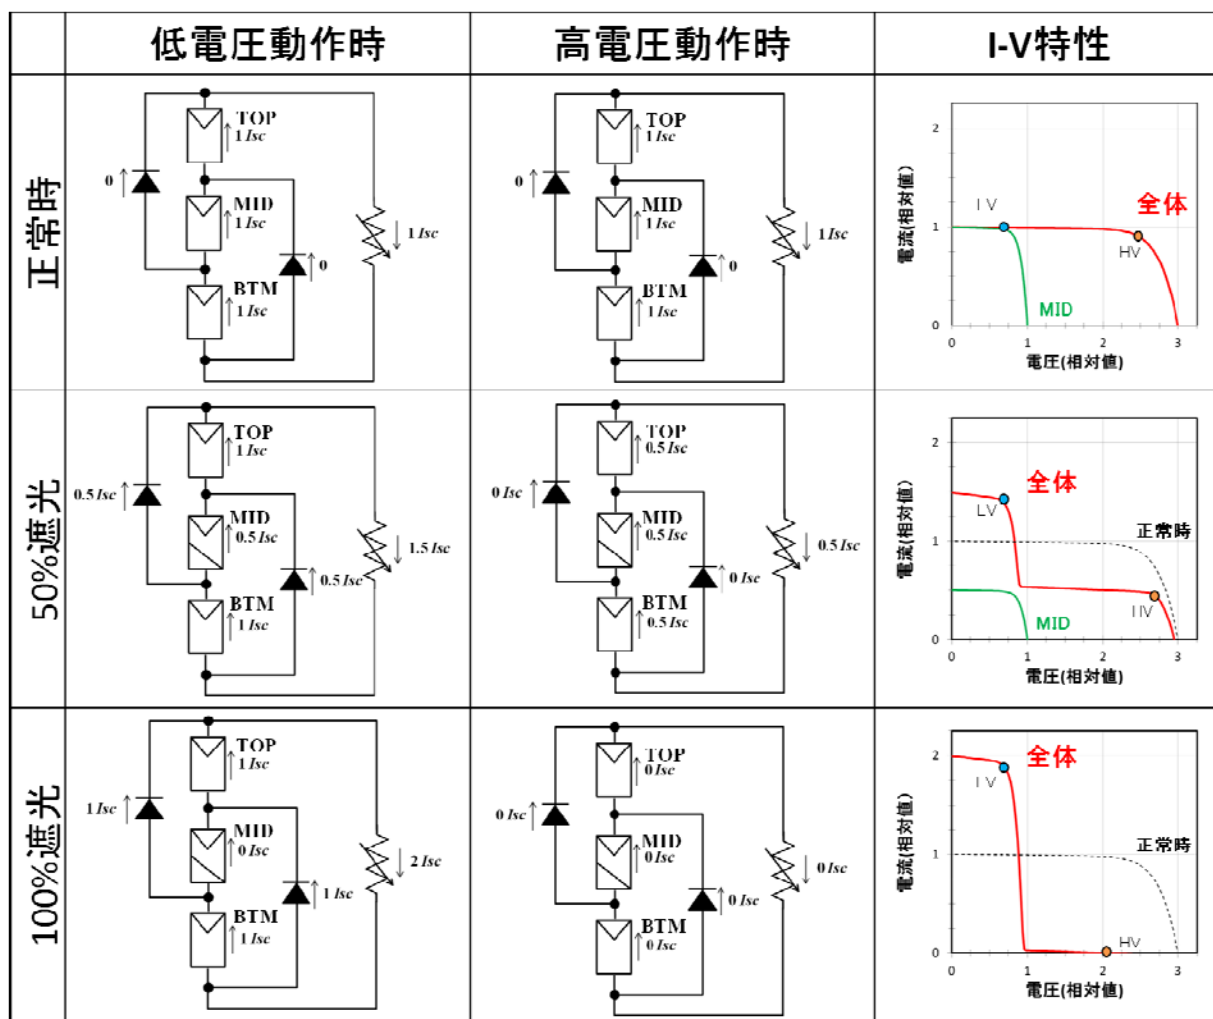 低電圧動作時
高電圧動作時
I-V特性
正常時
TOP
1 Isc
0
MID
1 Isc
1 Isc
0
BTM
1 Isc
TOP
1 Isc
0
MID
1 Isc
1 Isc
0
BTM
1 Isc
電流(相対値)
2
1
0
LV
全体
HV
MID
0
1
2
3
電圧(相対値)
50%遮光
TOP
1 Isc
0.5 Isc
MID
0.5 Isc
1.5 Isc
0.5 Isc
BTM
1 Isc
TOP
0.5 Isc
0 Isc
MID
0.5 Isc
0.5 Isc
0 Isc
BTM
0.5 Isc
電流(相対値)
2
1
0
全体
LV
正常時
HV
MID
0
1
2
3
電圧(相対値)
100%遮光
TOP
1 Isc
1 Isc
MID
0 Isc
2 Isc
1 Isc
BTM
1 Isc
TOP
0 Isc
0 Isc
MID
0 Isc
0 Isc
0 Isc
BTM
0 Isc
電流(相対値)
2
1
0
全体
LV
正常時
HV
0
1
2
3
電圧(相対値)